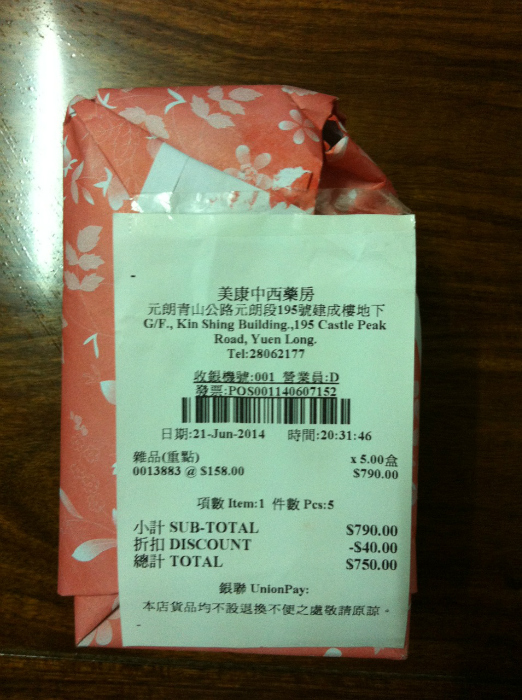 美康中西藥房
元朗青山公路元朗段195號建成樓地下
G/F., Kin Shing Building.,195 Castle Peak
Road, Yuen Long.
Tel:28062177
收銀機號:001 營業員:D
發票:POS001140607152
日期:21-Jun-2014 時間:20:31:46
雜品(重點) x 5.00盒
0013883 @ $158.00 $790.00
項數 Item:1 件數 Pcs:5
小計 SUB-TOTAL $790.00
折扣 DISCOUNT -$40.00
總計 TOTAL $750.00
銀聯 UnionPay:
本店貨品均不設退換不便之處敬請原諒。